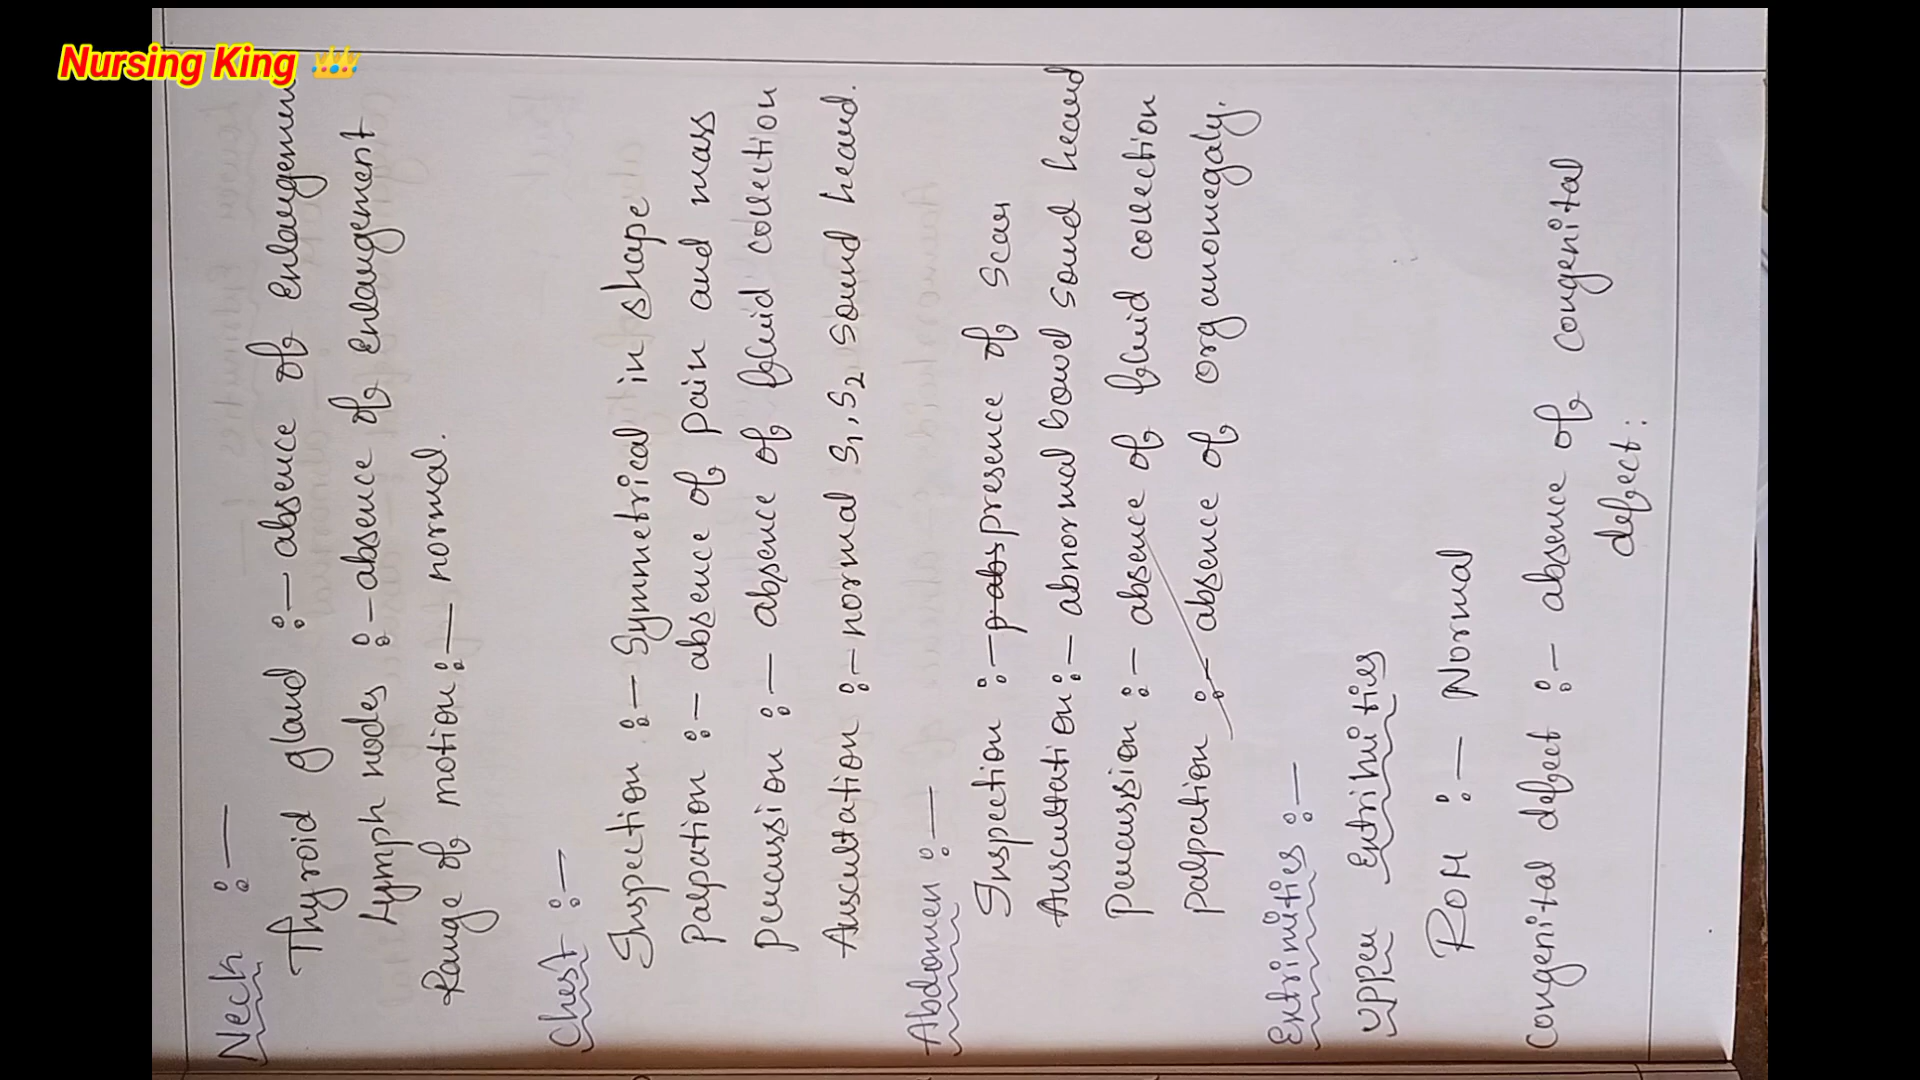 Nursing King 👑
Neck :-
Thyroid gland :- absence of Enlargement
Lymph nodes :- absence of Enlargement
Range of motion :- normal.
Chest :-
Inspection :- Symmetrical in shape
Palpation :- absence of pain and mass
percussion :- absence of fluid collection
Auscultation :- normal S1, S2 sound heard.
Abdomen :-
Inspection :- pabspresence of scar
Auscultation :- abnormal bowel sound heard
Percussion :- absence of fluid collection
palpation :- absence of organomegaly.
Extrimities :-
upper Extrimities
ROM :- Normal
Congenital defect :- absence of congenital
defect.